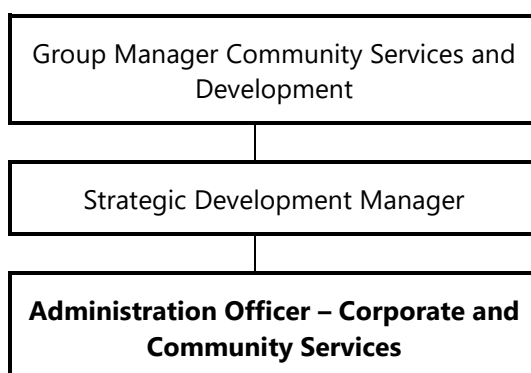 Group Manager Community Services and
Development
Strategic Development Manager
Administration Officer – Corporate and
Community Services